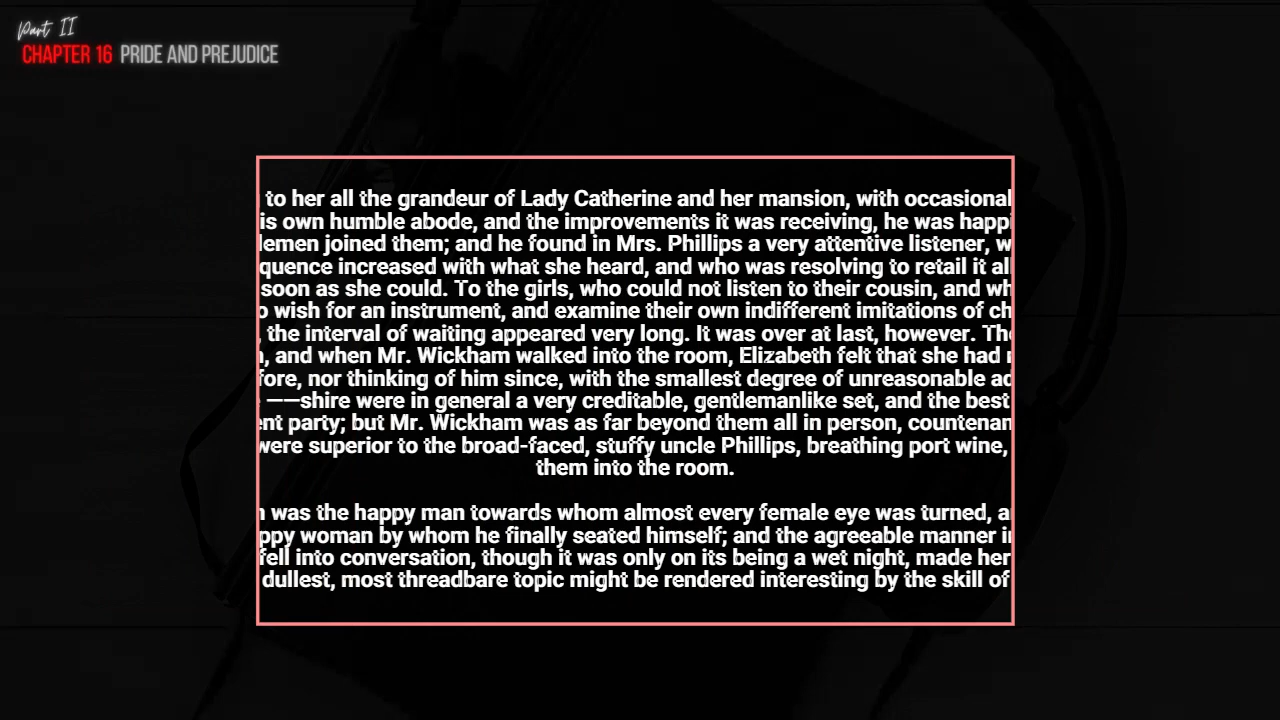 Part II
CHAPTER 16 PRIDE AND PREJUDICE
to her all the grandeur of Lady Catherine and her mansion, with occasional
is own humble abode, and the improvements it was receiving, he was happi
lemen joined them; and he found in Mrs. Phillips a very attentive listener, w
quence increased with what she heard, and who was resolving to retail it all
soon as she could. To the girls, who could not listen to their cousin, and wh
o wish for an instrument, and examine their own indifferent imitations of ch
, the interval of waiting appeared very long. It was over at last, however. The
, and when Mr. Wickham walked into the room, Elizabeth felt that she had
fore, nor thinking of him since, with the smallest degree of unreasonable ad
——shire were in general a very creditable, gentlemanlike set, and the best
ent party; but Mr. Wickham was as far beyond them all in person, countenan
were superior to the broad-faced, stuffy uncle Phillips, breathing port wine,
them into the room.
was the happy man towards whom almost every female eye was turned, a
ppy woman by whom he finally seated himself; and the agreeable manner i
fell into conversation, though it was only on its being a wet night, made her
dullest, most threadbare topic might be rendered interesting by the skill of